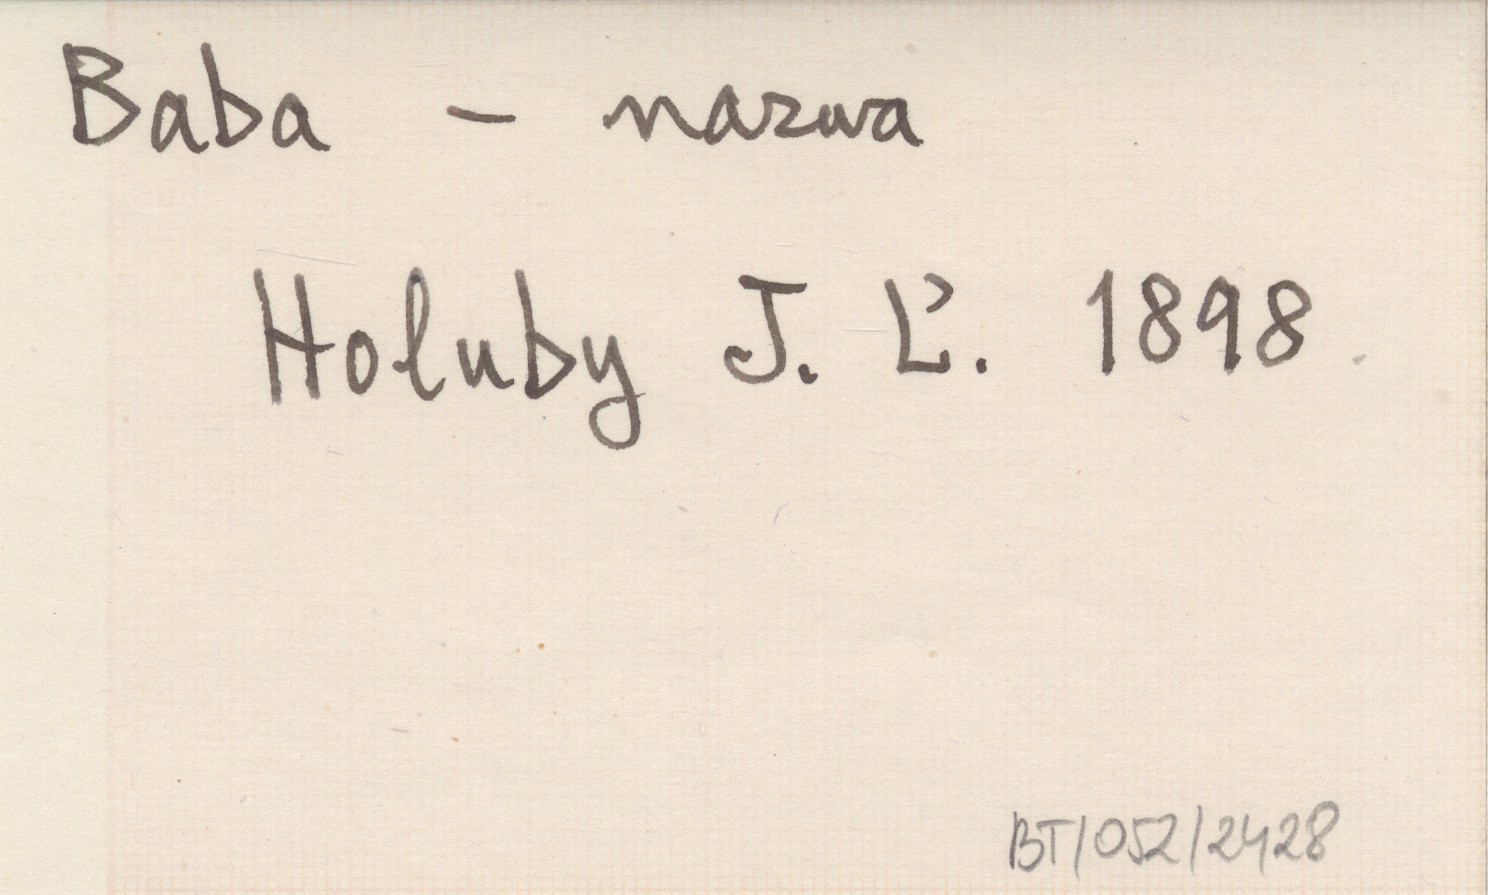 Baba - nazwa
Holuby J. Ľ. 1898
BT/052/2428